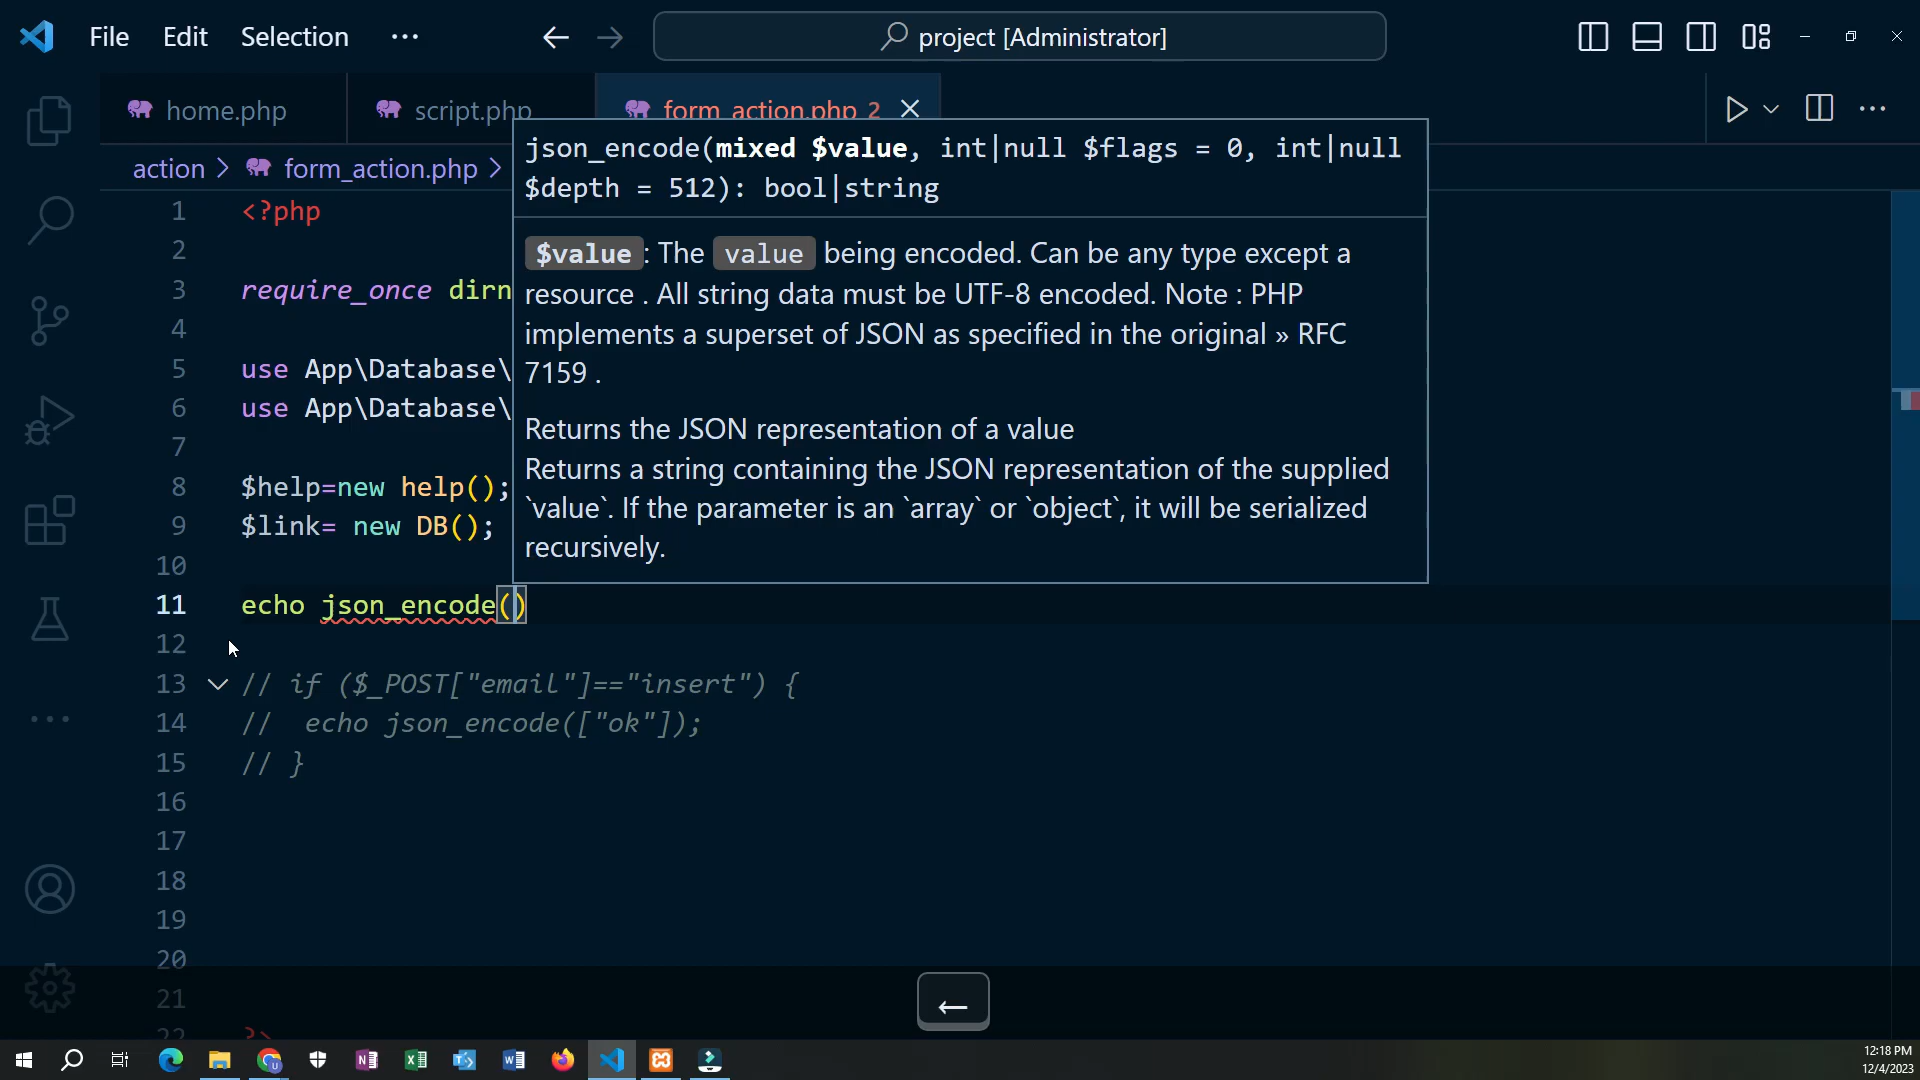 File Edit Selection ··· ← → project [Administrator]
home.php script.php form_action.php 2
action > form_action.php >
json_encode(mixed $value, int|null $flags = 0, int|null
$depth = 512): bool|string
$value: The value being encoded. Can be any type except a
resource . All string data must be UTF-8 encoded. Note : PHP
implements a superset of JSON as specified in the original » RFC
7159 .
Returns the JSON representation of a value
Returns a string containing the JSON representation of the supplied
`value`. If the parameter is an `array` or `object`, it will be serialized
recursively.
1 <?php
2
3 require_once dirn
4
5 use App\Database\
6 use App\Database\
7
8 $help=new help();
9 $link= new DB();
10
11 echo json_encode()
12
13 // if ($_POST["email"]=="insert") {
14 //  echo json_encode(["ok"]);
15 // }
16
17
18
19
20
21
22 ?>
←
12:18 PM
12/4/2023